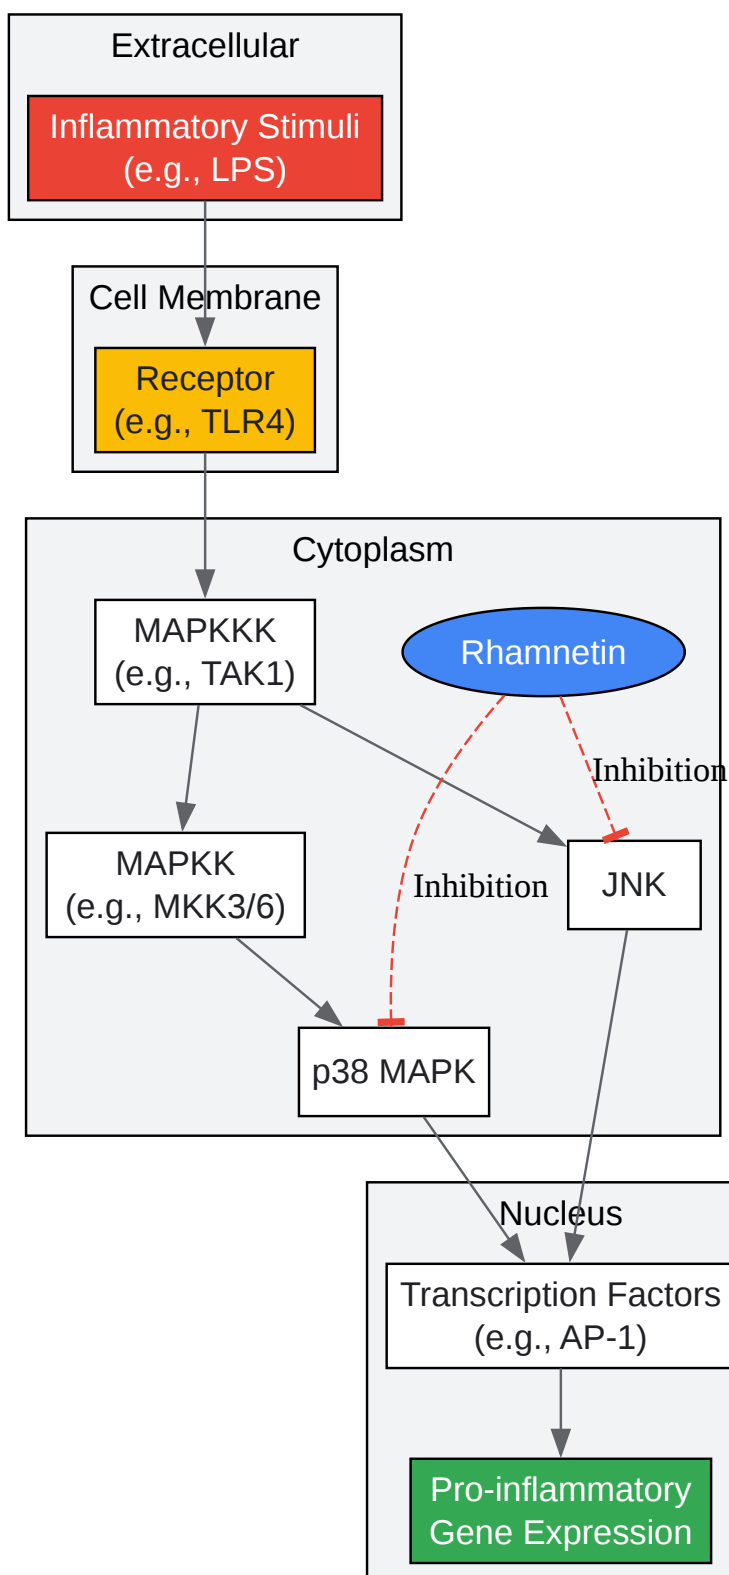 Extracellular
Inflammatory Stimuli
(e.g., LPS)
Cell Membrane
Receptor
(e.g., TLR4)
Cytoplasm
MAPKKK
(e.g., TAK1)
Rhamnetin
Inhibition
MAPKK
(e.g., MKK3/6)
Inhibition
JNK
p38 MAPK
Nucleus
Transcription Factors
(e.g., AP-1)
Pro-inflammatory
Gene Expression